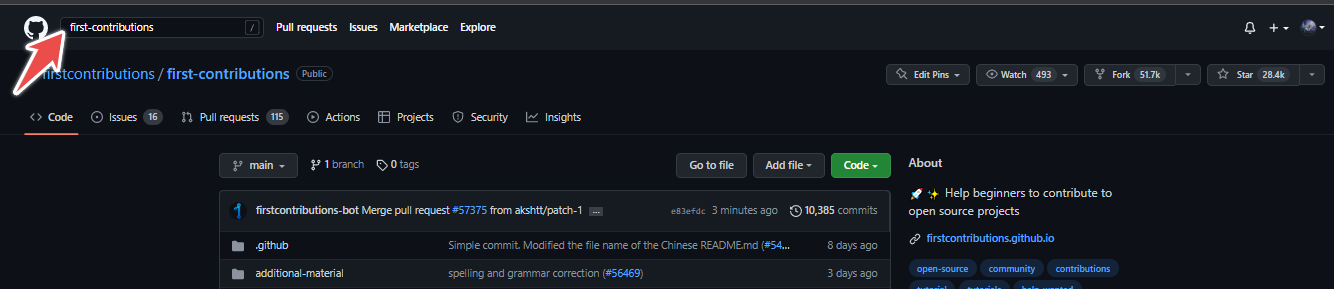 first-contributions /
Pull requests Issues Marketplace Explore
firstcontributions / first-contributions Public
Edit Pins Watch 493 Fork 51.7k Star 28.4k
Code Issues 16 Pull requests 115 Actions Projects Security Insights
main 1 branch 0 tags Go to file Add file Code
About
🚀 ✨ Help beginners to contribute to
open source projects
firstcontributions.github.io
open-source community contributions
tutorial tutorials help-wanted
firstcontributions-bot Merge pull request #57375 from akshtt/patch-1 ... e83efdc 3 minutes ago 10,385 commits
.github Simple commit. Modified the file name of the Chinese README.md (#54... 8 days ago
additional-material spelling and grammar correction (#56469) 3 days ago